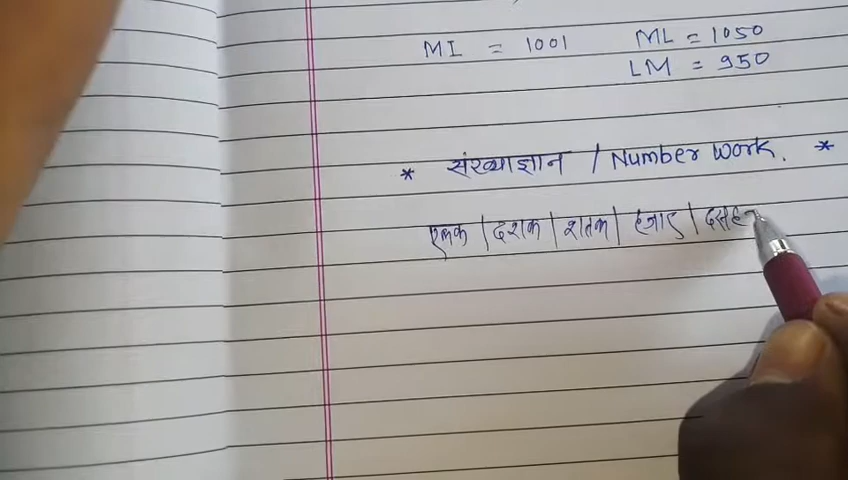 MI = 1001 ML = 1050
LM = 950
* संख्याज्ञान / Number work. *
एकक | दशक | शतक | हजार | दसह